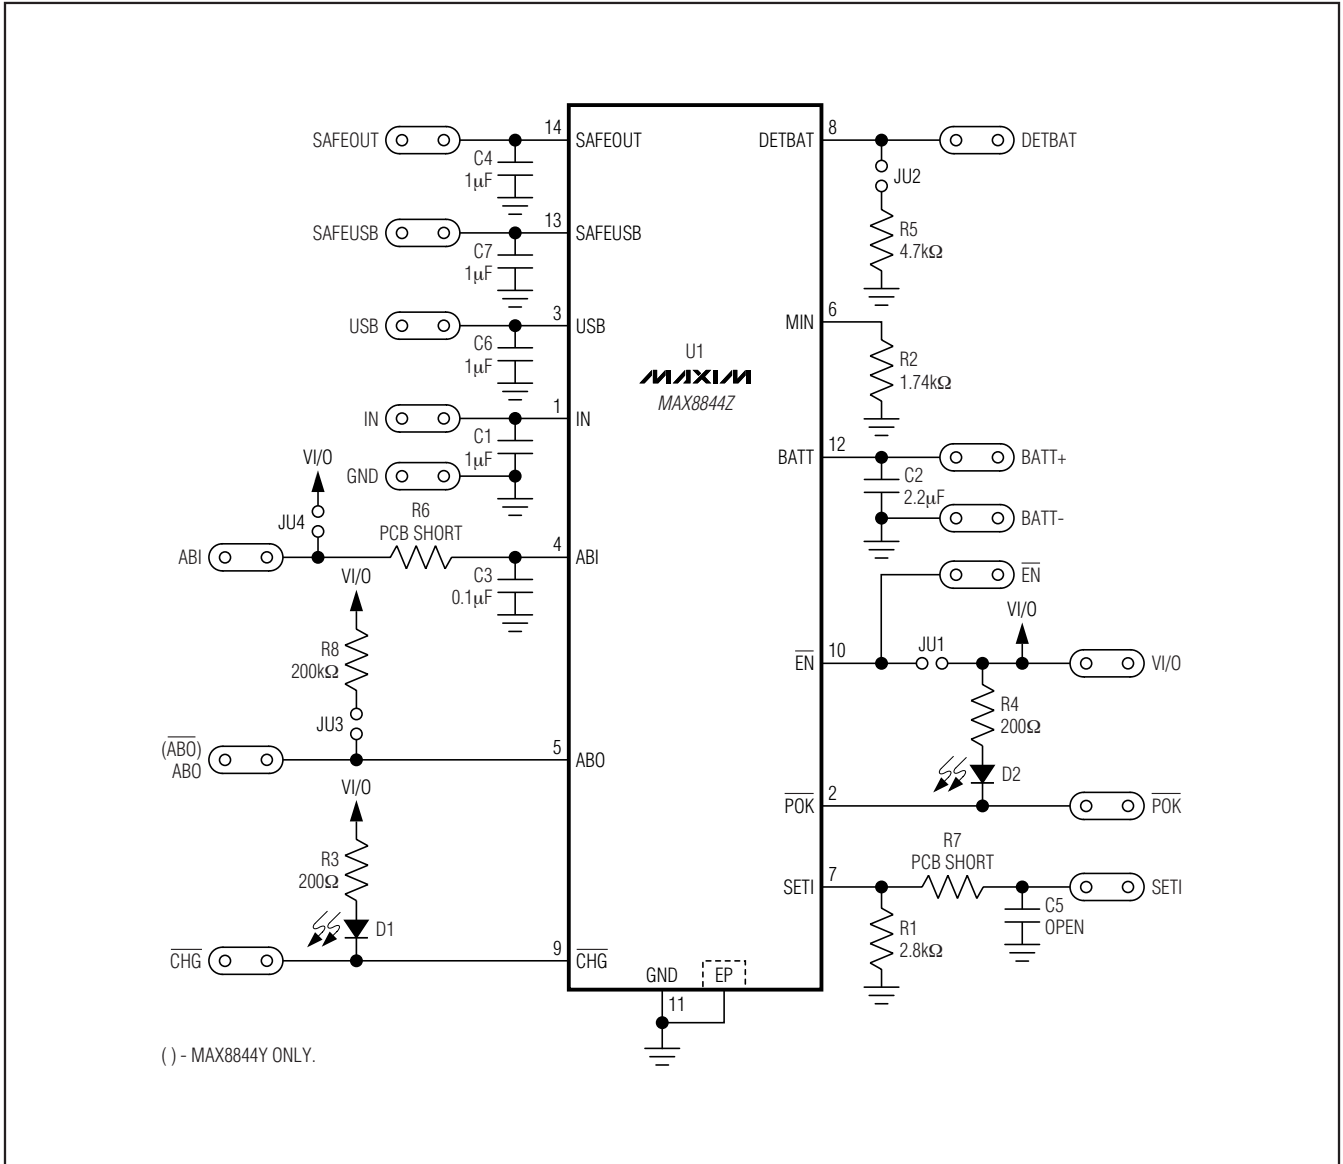 SAFEOUT
14
SAFEOUT
C4
1µF
SAFEUSB
13
SAFEUSB
C7
1µF
USB
3
USB
C6
1µF
IN
1
IN
C1
1µF
GND
VI/O
JU4
R6
PCB SHORT
ABI
4
ABI
C3
0.1µF
VI/O
R8
200kΩ
JU3
(ABO)
ABO
5
ABO
VI/O
R3
200Ω
D1
CHG
9
CHG
U1
MAXIM
MAX8844Z
GND
EP
11
DETBAT
8
DETBAT
JU2
R5
4.7kΩ
MIN
6
R2
1.74kΩ
BATT
12
BATT+
C2
2.2µF
BATT-
EN
VI/O
EN
10
JU1
VI/O
R4
200Ω
D2
POK
2
POK
R7
PCB SHORT
SETI
7
SETI
C5
OPEN
R1
2.8kΩ
( ) - MAX8844Y ONLY.